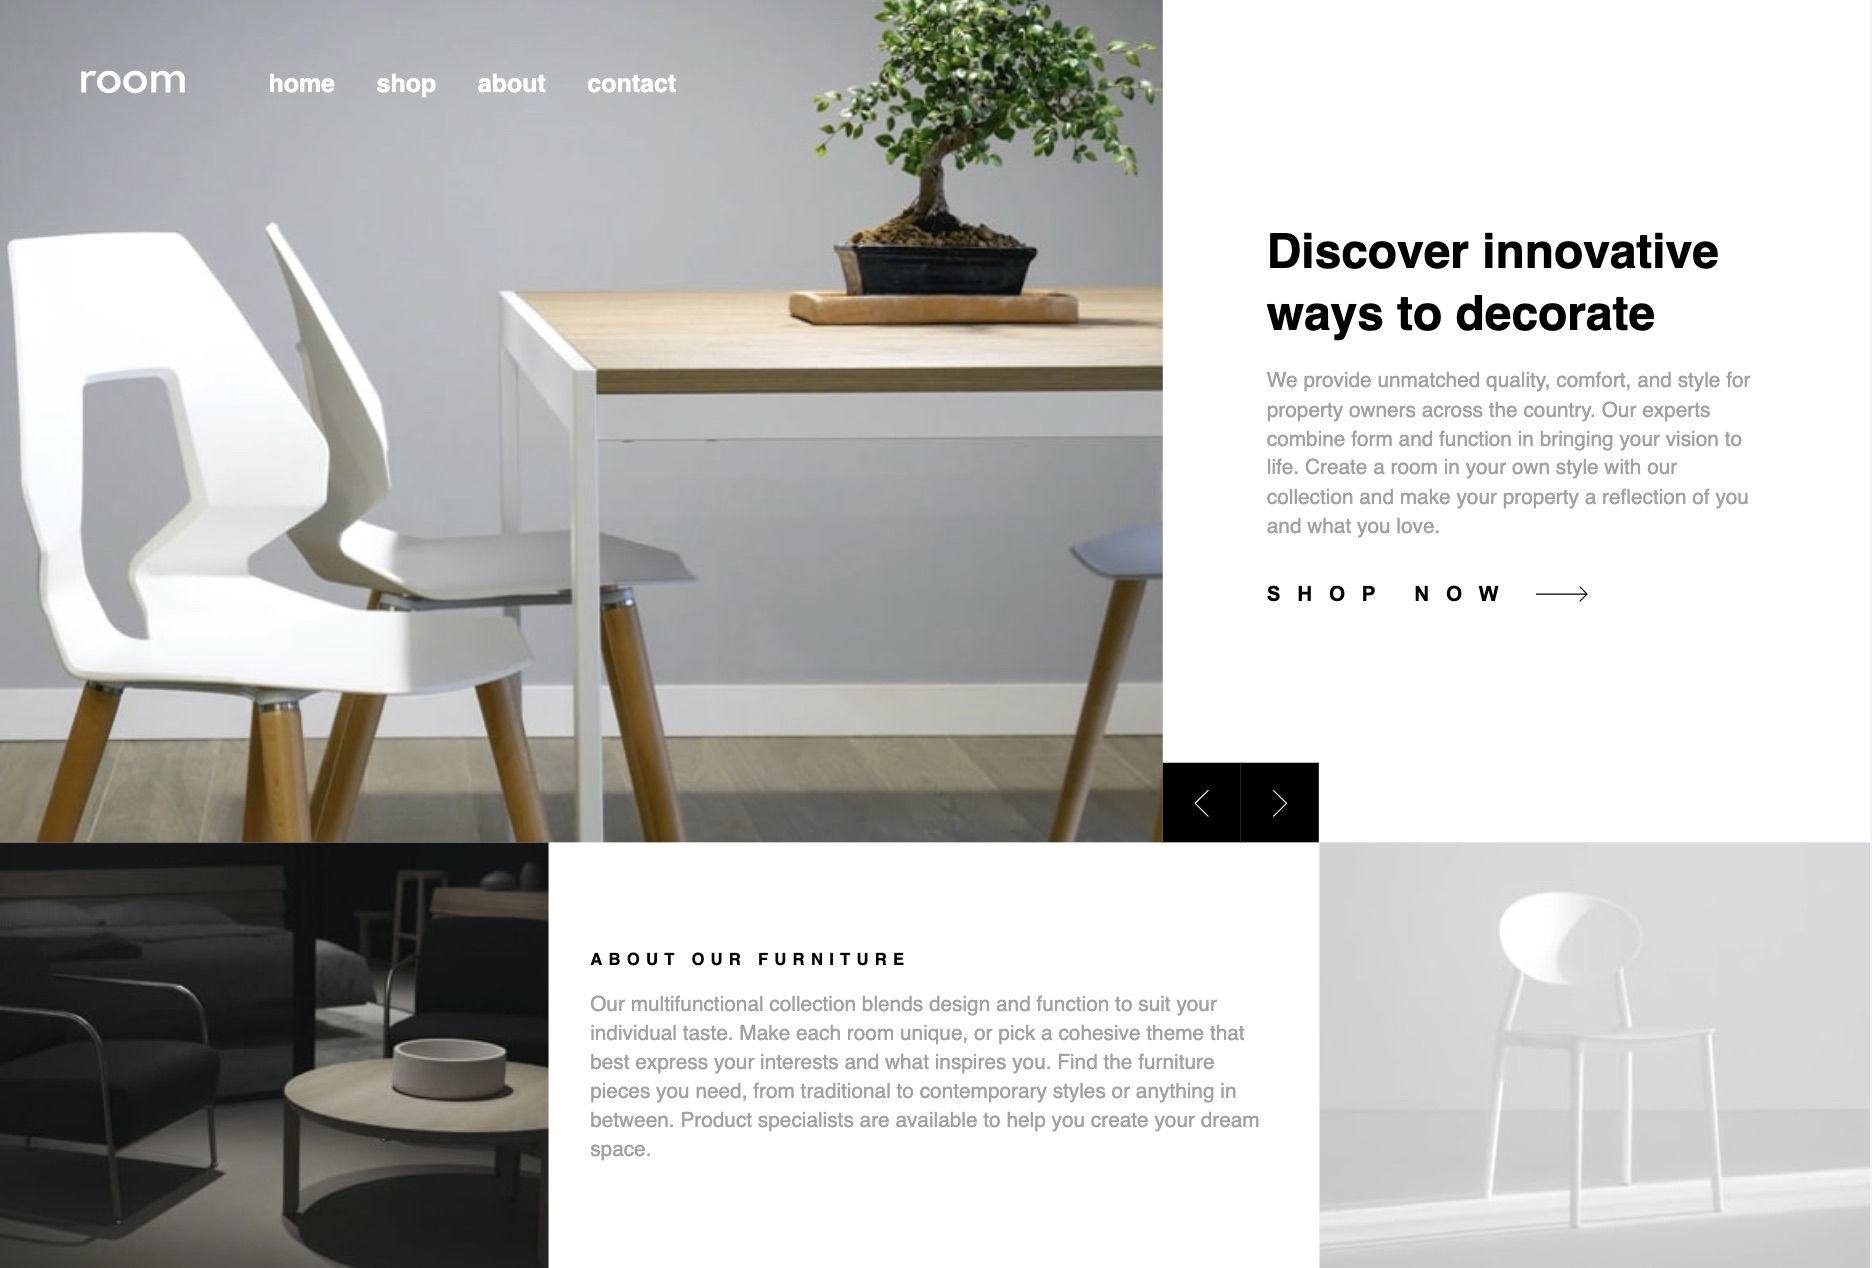 room
home shop about contact
Discover innovative
ways to decorate
We provide unmatched quality, comfort, and style for
property owners across the country. Our experts
combine form and function in bringing your vision to
life. Create a room in your own style with our
collection and make your property a reflection of you
and what you love.
SHOP NOW
ABOUT OUR FURNITURE
Our multifunctional collection blends design and function to suit your
individual taste. Make each room unique, or pick a cohesive theme that
best express your interests and what inspires you. Find the furniture
pieces you need, from traditional to contemporary styles or anything in
between. Product specialists are available to help you create your dream
space.